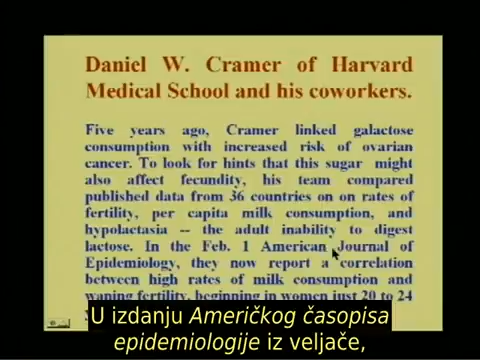 Daniel W. Cramer of Harvard
Medical School and his coworkers.
Five years ago, Cramer linked galactose
consumption with increased risk of ovarian
cancer. To look for hints that this sugar might
also affect fecundity, his team compared
published data from 36 countries on on rates of
fertility, per capita milk consumption, and
hypolactasia -- the adult inability to digest
lactose. In the Feb. 1 American Journal of
Epidemiology, they now report a correlation
between high rates of milk consumption and
waning fertility, beginning in women just 20 to 24
U izdanju Američkog časopisa
epidemiologije iz veljače,